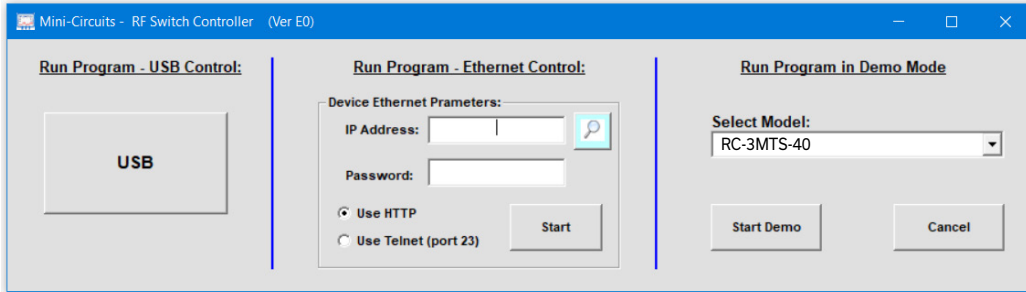 Mini-Circuits - RF Switch Controller (Ver E0)
Run Program - USB Control:
USB
Run Program - Ethernet Control:
Device Ethernet Prameters:
IP Address:
Password:
Use HTTP
Use Telnet (port 23)
Start
Run Program in Demo Mode
Select Model:
RC-3MTS-40
Start Demo
Cancel